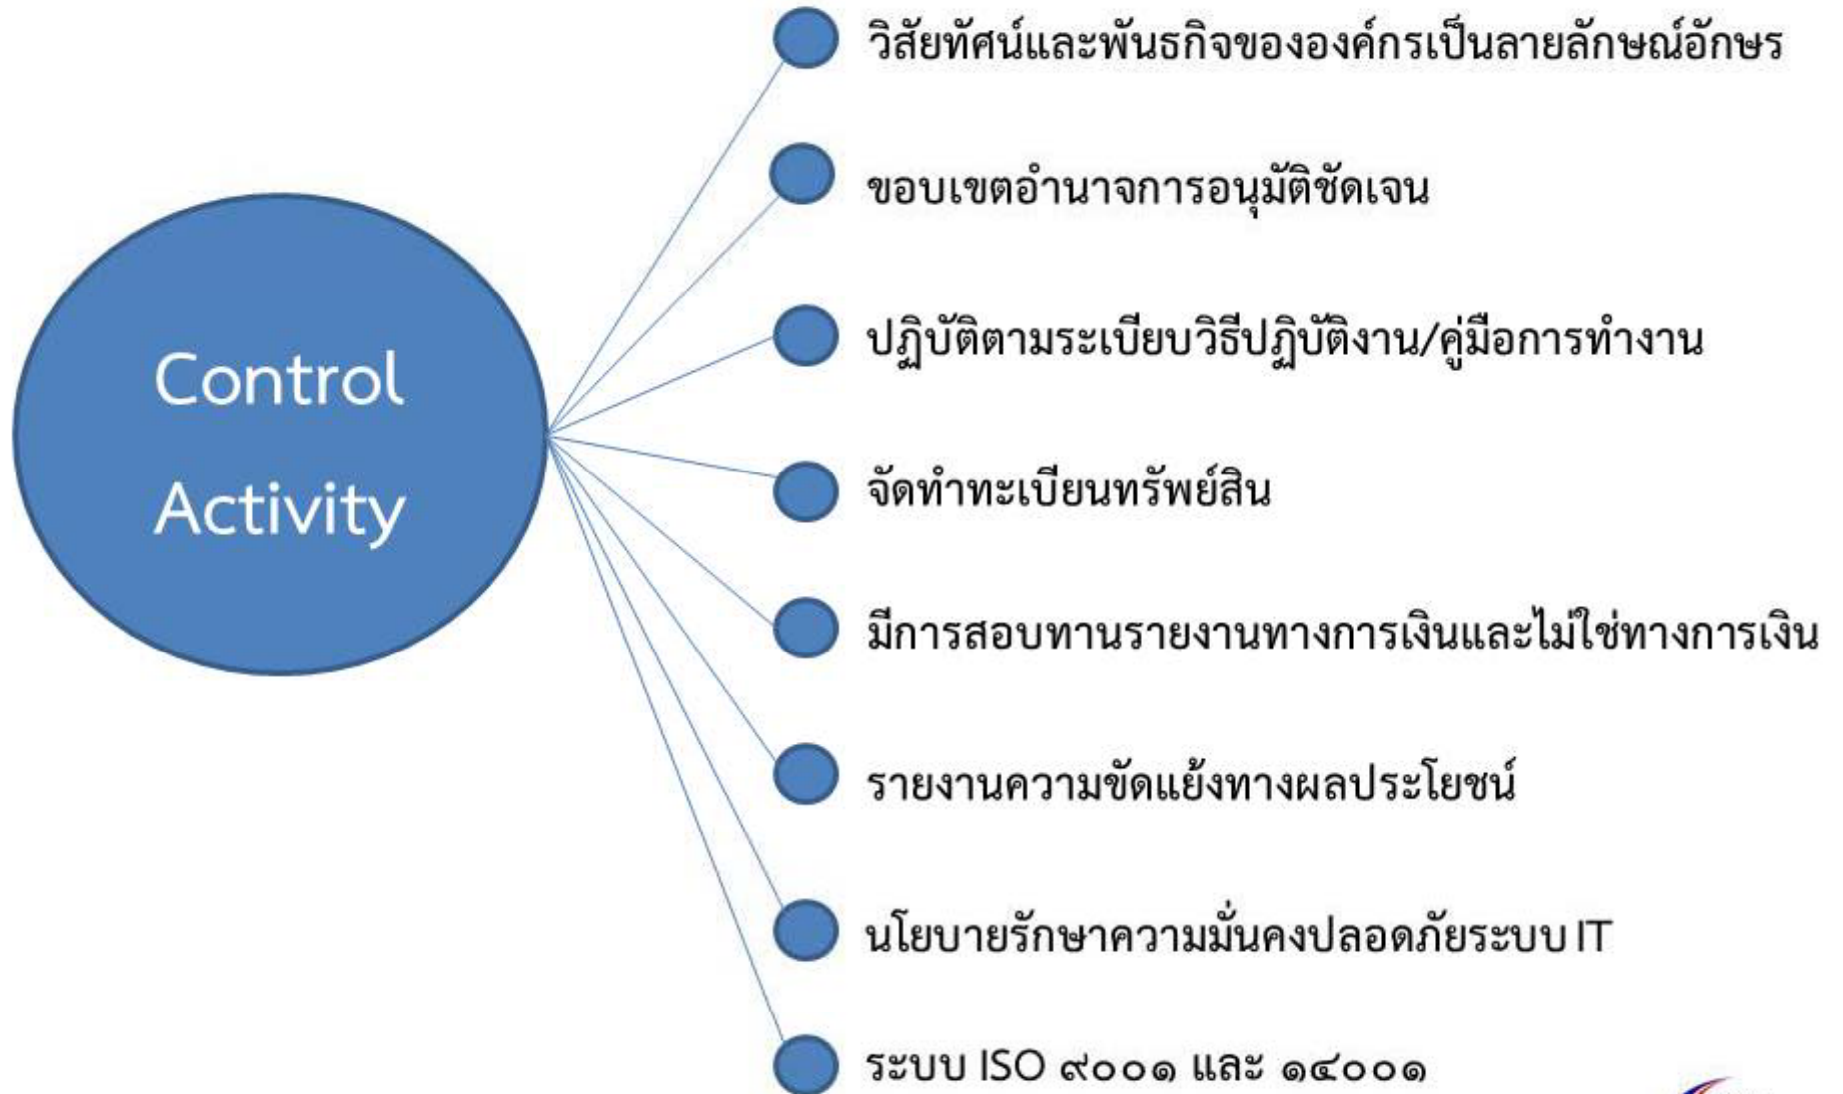 Control
Activity
วิสัยทัศน์และพันธกิจขององค์กรเป็นลายลักษณ์อักษร
ขอบเขตอำนาจการอนุมัติชัดเจน
ปฏิบัติตามระเบียบวิธีปฏิบัติงาน/คู่มือการทำงาน
จัดทำทะเบียนทรัพย์สิน
มีการสอบทานรายงานทางการเงินและไม่ใช่ทางการเงิน
รายงานความขัดแย้งทางผลประโยชน์
นโยบายรักษาความมั่นคงปลอดภัยระบบ IT
ระบบ ISO ๙๐๐๑ และ ๑๔๐๐๑